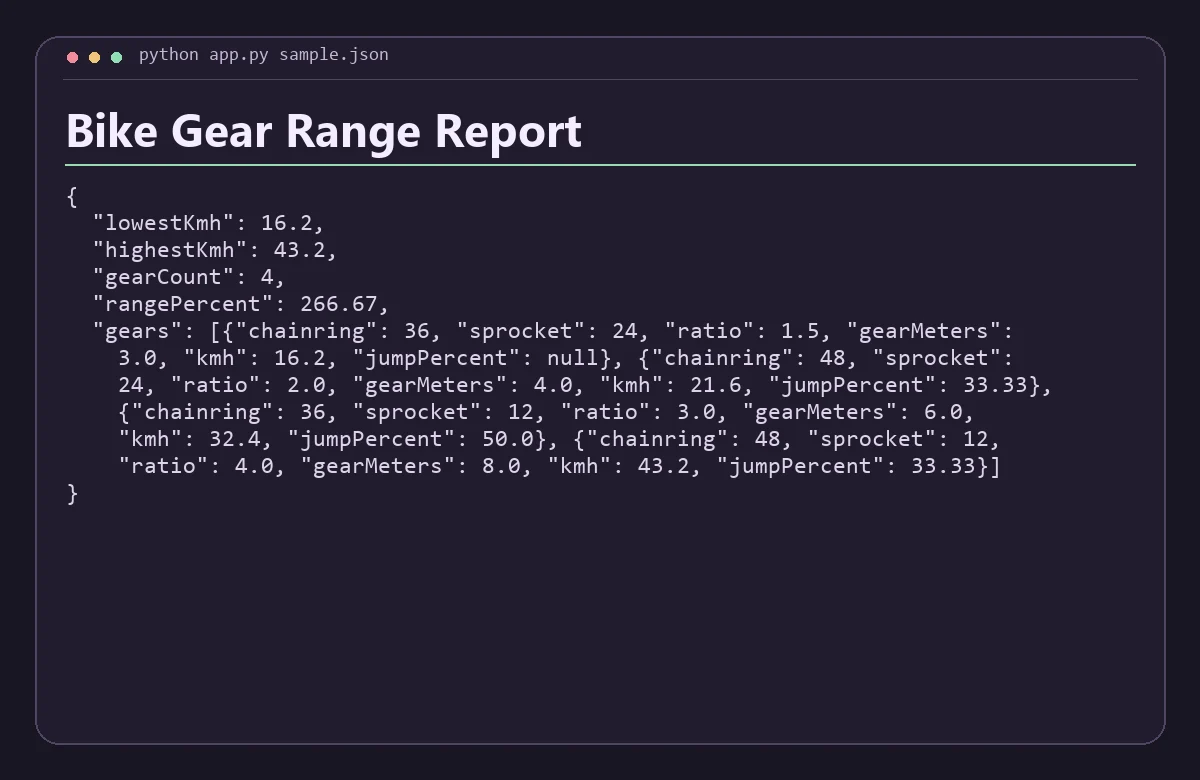 python app.py sample.json
Bike Gear Range Report
{
  "lowestKmh": 16.2,
  "highestKmh": 43.2,
  "gearCount": 4,
  "rangePercent": 266.67,
  "gears": [{"chainring": 36, "sprocket": 24, "ratio": 1.5, "gearMeters":
    3.0, "kmh": 16.2, "jumpPercent": null}, {"chainring": 48, "sprocket":
    24, "ratio": 2.0, "gearMeters": 4.0, "kmh": 21.6, "jumpPercent": 33.33},
    {"chainring": 36, "sprocket": 12, "ratio": 3.0, "gearMeters": 6.0,
    "kmh": 32.4, "jumpPercent": 50.0}, {"chainring": 48, "sprocket": 12,
    "ratio": 4.0, "gearMeters": 8.0, "kmh": 43.2, "jumpPercent": 33.33}]
}